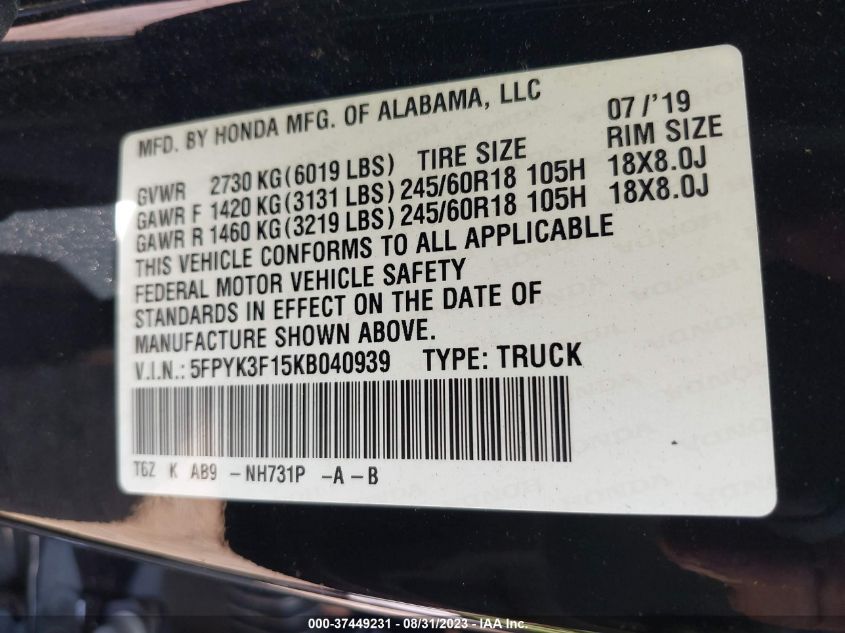 MFD. BY HONDA MFG. OF ALABAMA, LLC 07 /'19
GVWR 2730 KG (6019 LBS) TIRE SIZE RIM SIZE
GAWR F 1420 KG (3131 LBS) 245/60R18 105H 18X8.0J
GAWR R 1460 KG (3219 LBS) 245/60R18 105H 18X8.0J
THIS VEHICLE CONFORMS TO ALL APPLICABLE
FEDERAL MOTOR VEHICLE SAFETY
STANDARDS IN EFFECT ON THE DATE OF
MANUFACTURE SHOWN ABOVE.
V.I.N.: 5FPYK3F15KB040939 TYPE: TRUCK
T6Z K AB9 – NH731P – A – B
000-37449231 - 08/31/2023 - IAA Inc.